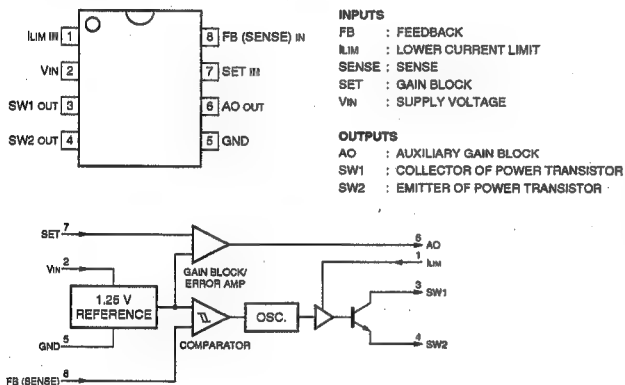 ILIM IN 1
VIN 2
SW1 OUT 3
SW2 OUT 4
8 FB (SENSE) IN
7 SET IN
6 AO OUT
5 GND
INPUTS
FB : FEEDBACK
ILIM : LOWER CURRENT LIMIT
SENSE : SENSE
SET : GAIN BLOCK
VIN : SUPPLY VOLTAGE
OUTPUTS
AO : AUXILIARY GAIN BLOCK
SW1 : COLLECTOR OF POWER TRANSISTOR
SW2 : EMITTER OF POWER TRANSISTOR
SET 7
6 AO
1 ILIM
GAIN BLOCK/
ERROR AMP
VIN 2
1.25 V
REFERENCE
OSC.
3 SW1
GND 5
COMPARATOR
4 SW2
FB (SENSE) 8